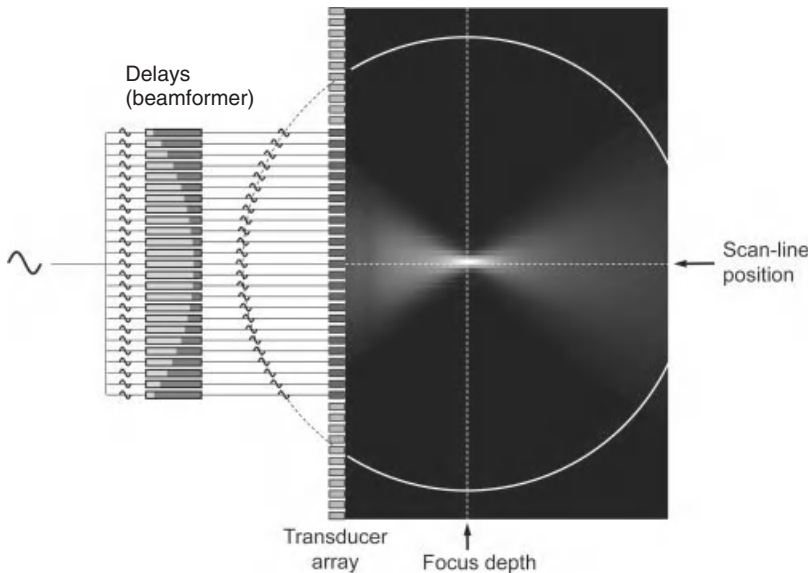 Delays
(beamformer)
Scan-line
position
Transducer
array
Focus depth